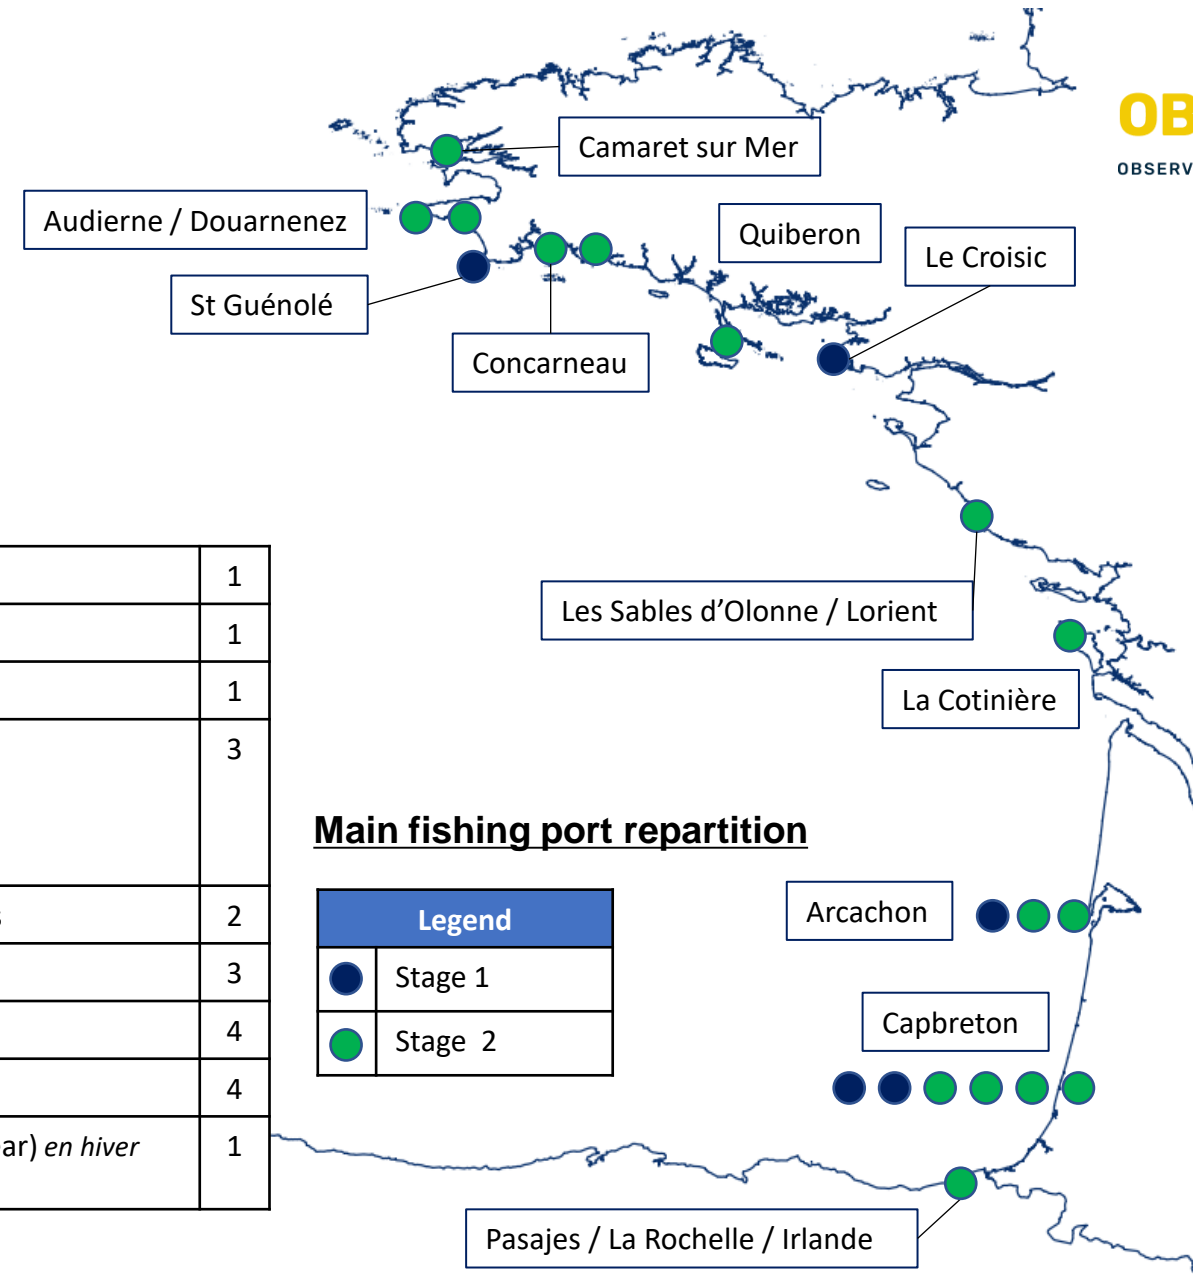 OB
OBSERV
Camaret sur Mer
Audierne / Douarnenez
Quiberon
Le Croisic
St Guénolé
Concarneau
Les Sables d’Olonne / Lorient
La Cotinière
1
1
1
3
s 2
3
4
4
ar) en hiver 1
Main fishing port repartition
Legend
Stage 1
Stage 2
Arcachon
Capbreton
Pasajes / La Rochelle / Irlande